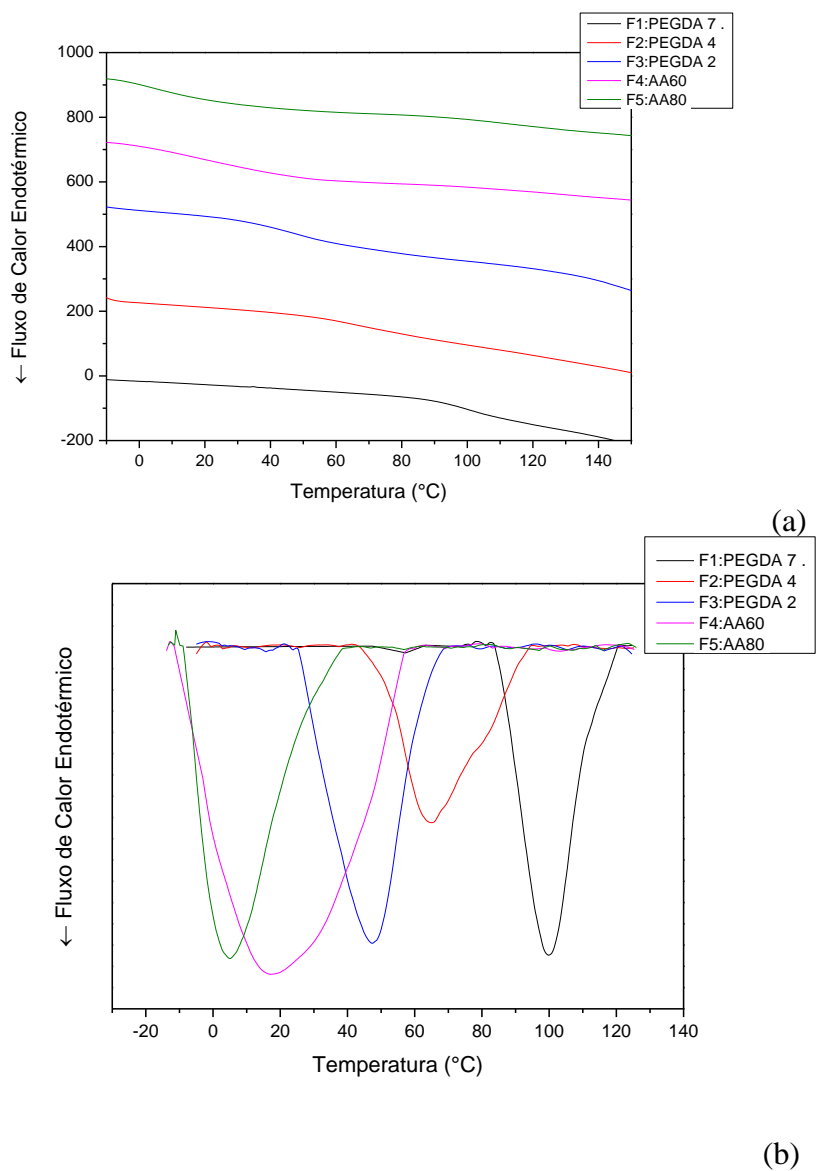 F1:PEGDA 7 .
F2:PEGDA 4
F3:PEGDA 2
F4:AA60
F5:AA80
1000
800
600
400
200
0
-200
← Fluxo de Calor Endotérmico
0 20 40 60 80 100 120 140
Temperatura (°C)
(a)
F1:PEGDA 7 .
F2:PEGDA 4
F3:PEGDA 2
F4:AA60
F5:AA80
← Fluxo de Calor Endotérmico
-20 0 20 40 60 80 100 120 140
Temperatura (°C)
(b)